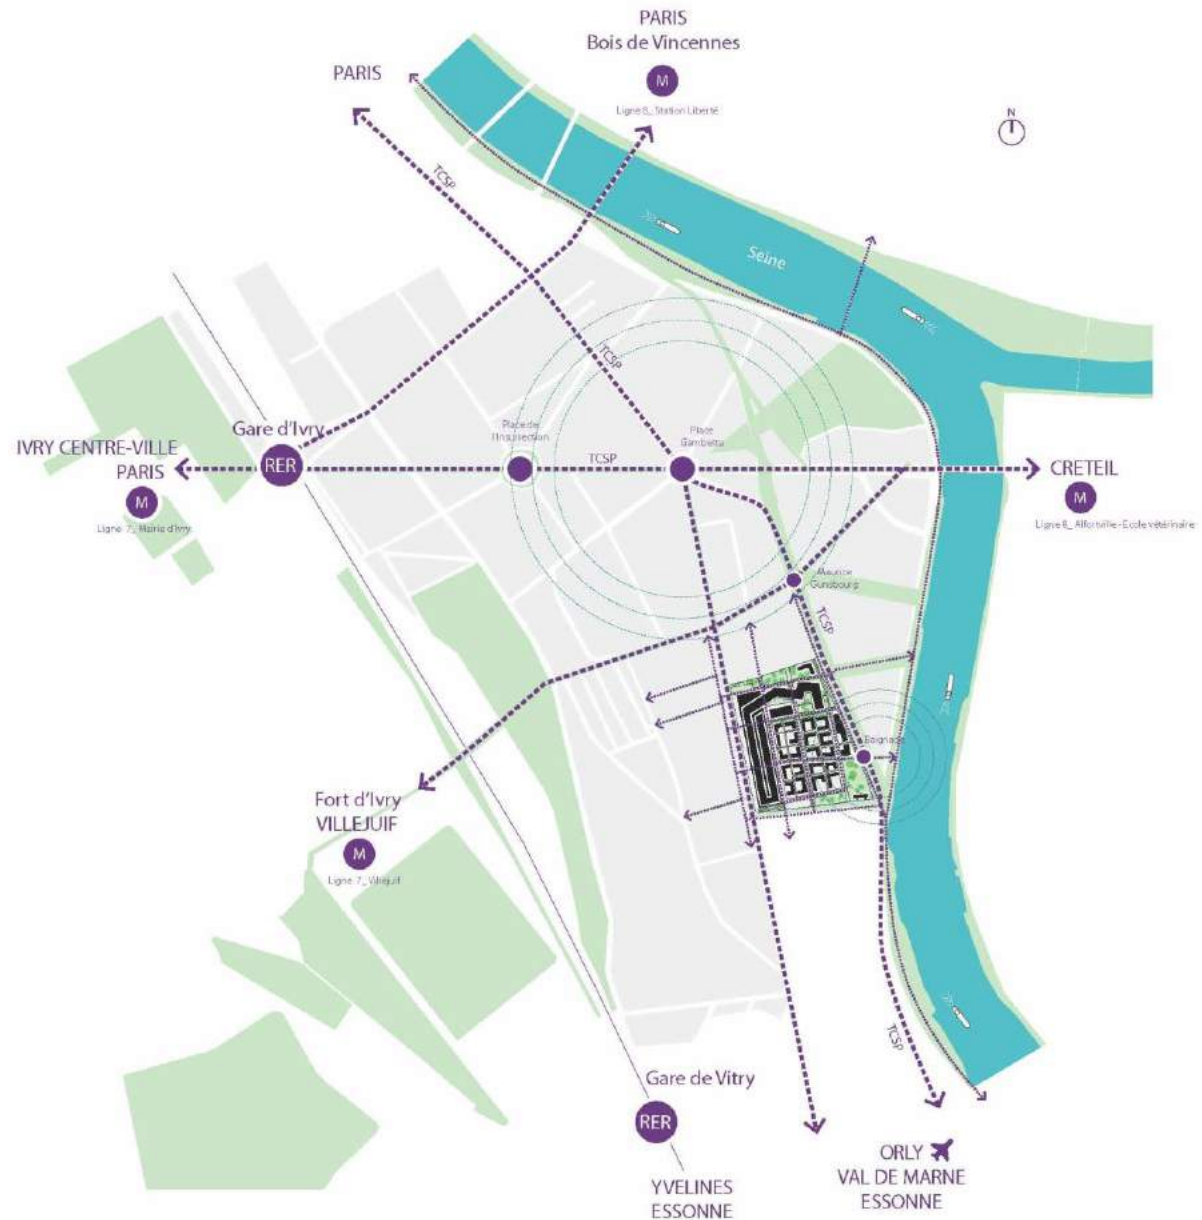 PARIS
Bois de Vincennes
M
Ligne 8_ Station Liberté
PARIS
N
TCSP
Seine
TCSP
Place de
l'Insurrection
Place
Gambetta
Gare d'Ivry
RER
IVRY CENTRE-VILLE
PARIS
M
Ligne 7_ Mairie d'Ivry
TCSP
CRETEIL
M
Ligne 8_ Alfortville - Ecole vétérinaire
Maurice
Gunsbourg
TCSP
Baignade
Fort d'Ivry
VILLEJUIF
M
Ligne 7_ Villejuif
TCSP
Gare de Vitry
RER
YVELINES
ESSONNE
ORLY
VAL DE MARNE
ESSONNE